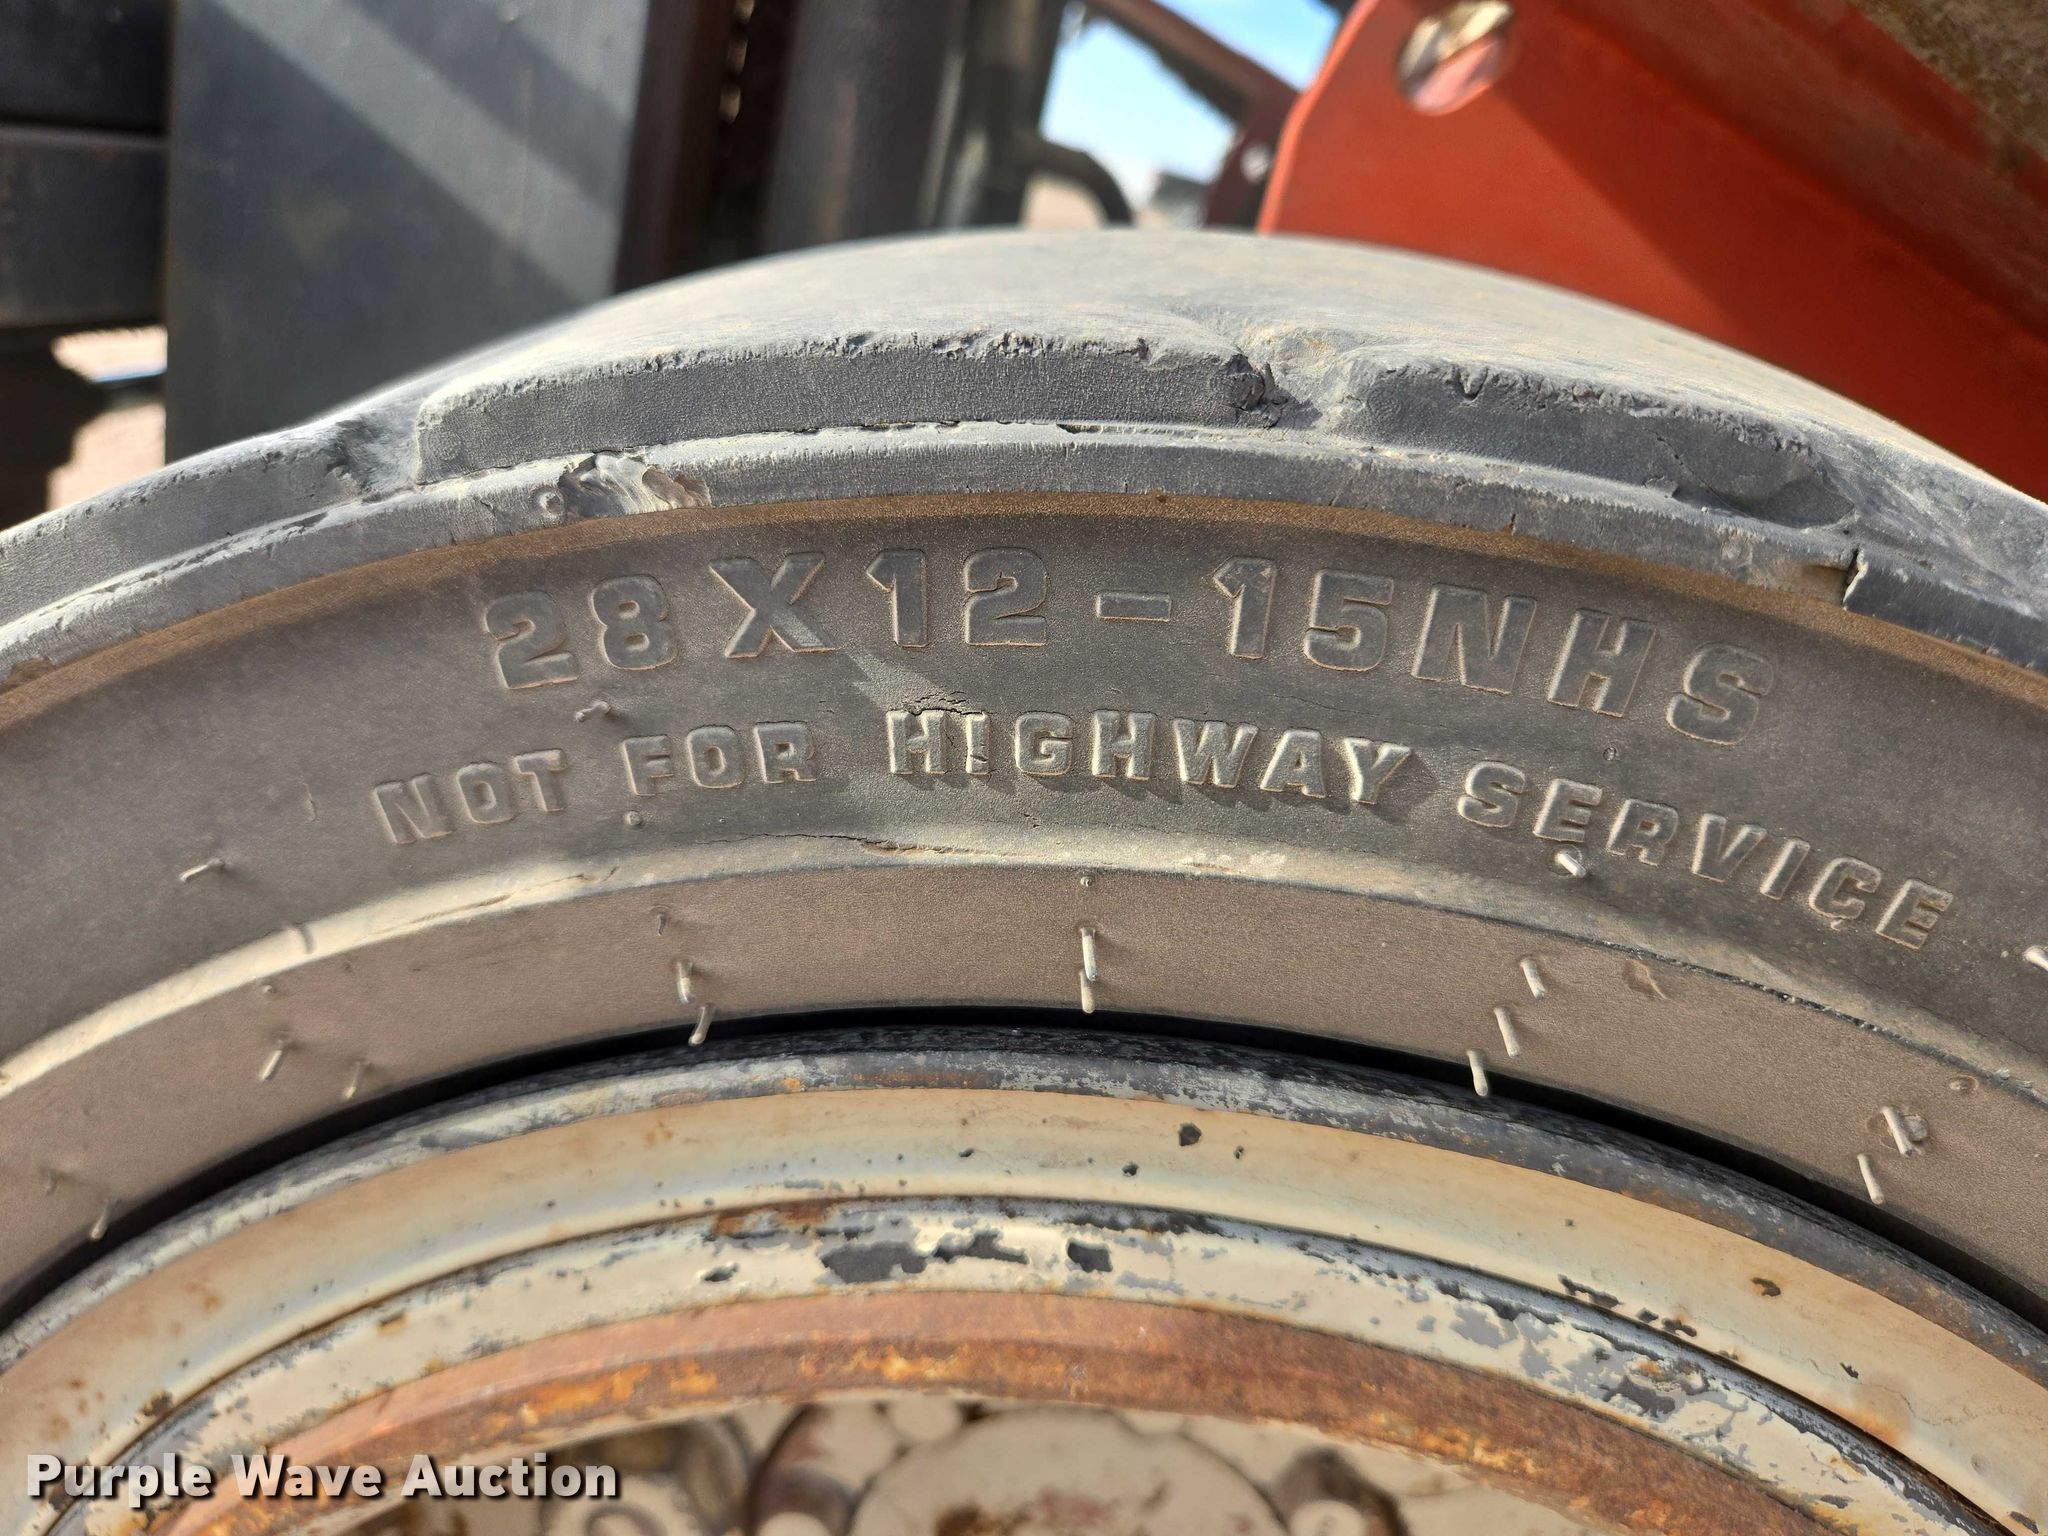 28X12-15NHS
NOT FOR HIGHWAY SERVICE
Purple Wave Auction